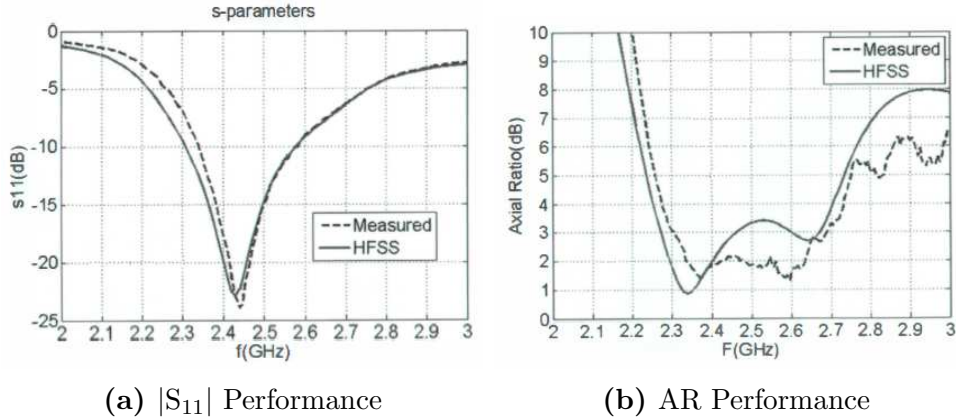 s-parameters
0
-5
-10
-15
-20
-25
s11(dB)
Measured
HFSS
2 2.1 2.2 2.3 2.4 2.5 2.6 2.7 2.8 2.9 3
f(GHz)
(a) |S₁₁| Performance
10
9
8
7
6
5
4
3
2
1
0
Axial Ratio(dB)
Measured
HFSS
2 2.1 2.2 2.3 2.4 2.5 2.6 2.7 2.8 2.9 3
F(GHz)
(b) AR Performance